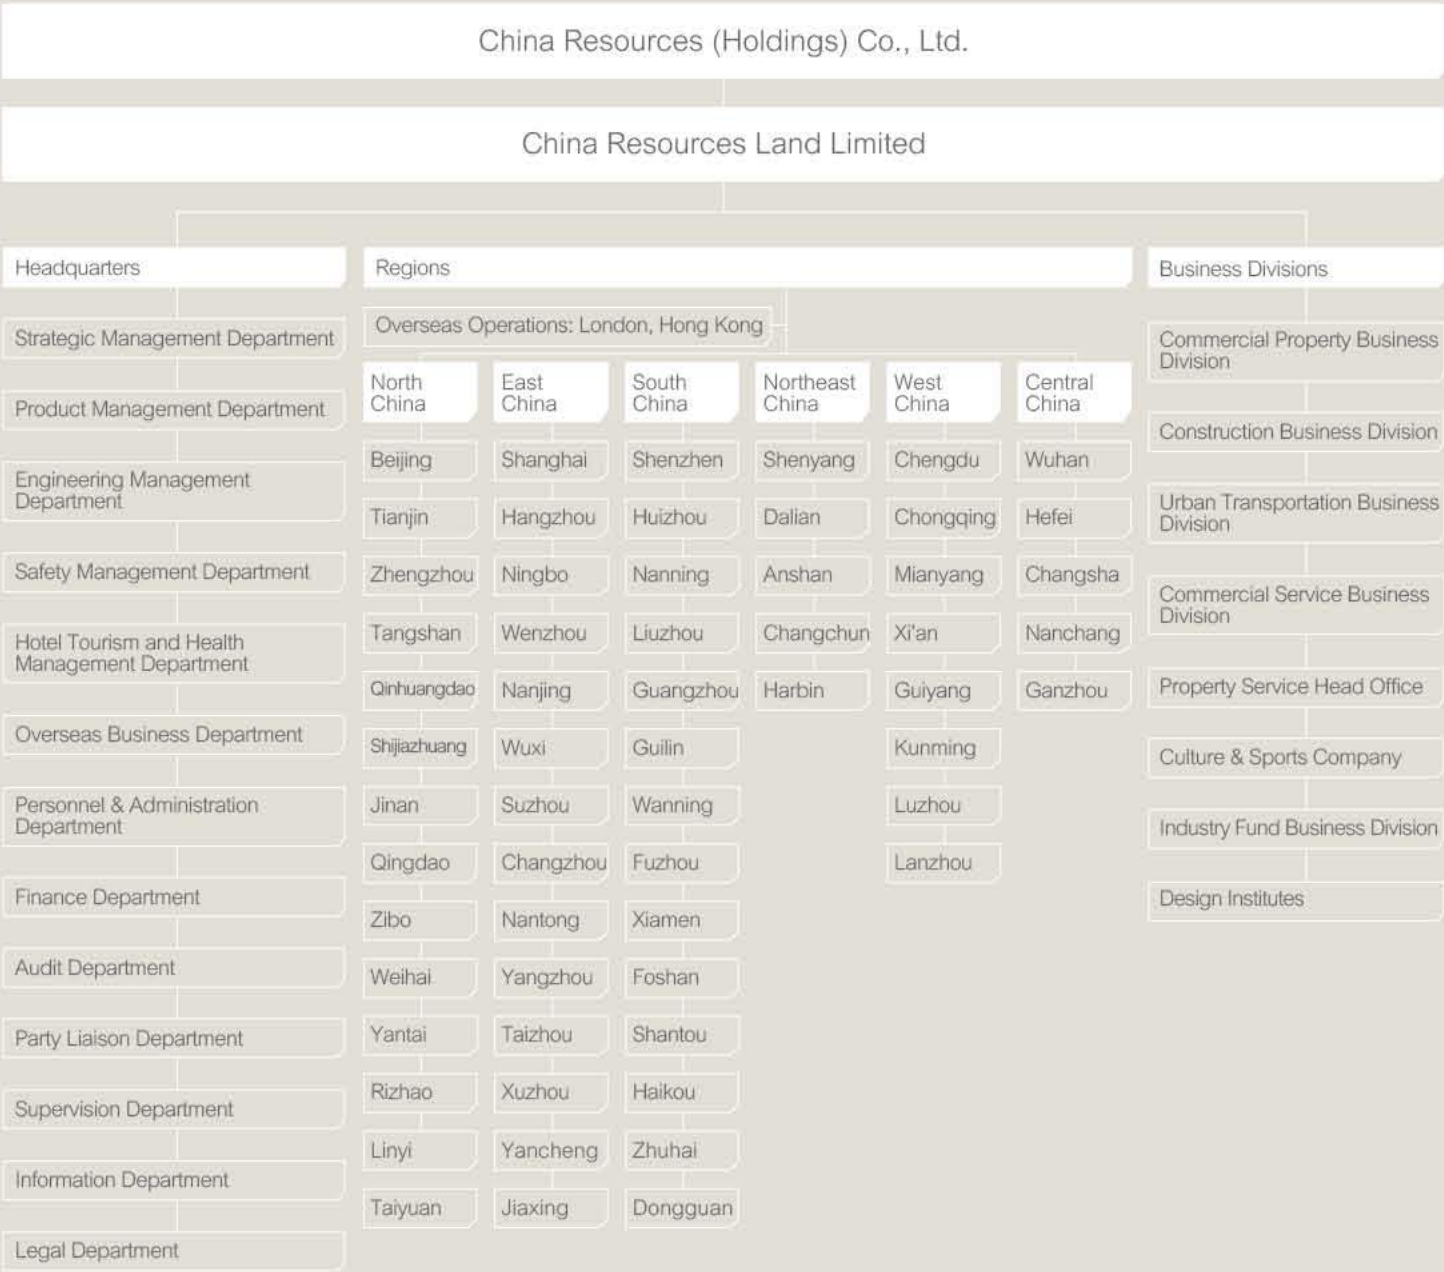 China Resources (Holdings) Co., Ltd.
China Resources Land Limited
Headquarters
Strategic Management Department
Product Management Department
Engineering Management
Department
Safety Management Department
Hotel Tourism and Health
Management Department
Overseas Business Department
Personnel & Administration
Department
Finance Department
Audit Department
Party Liaison Department
Supervision Department
Information Department
Legal Department
Regions
Overseas Operations: London, Hong Kong
North
China
Beijing
Tianjin
Zhengzhou
Tangshan
Qinhuangdao
Shijiazhuang
Jinan
Qingdao
Zibo
Weihai
Yantai
Rizhao
Linyi
Taiyuan
East
China
Shanghai
Hangzhou
Ningbo
Wenzhou
Nanjing
Wuxi
Suzhou
Changzhou
Nantong
Yangzhou
Taizhou
Xuzhou
Yancheng
Jiaxing
South
China
Shenzhen
Huizhou
Nanning
Liuzhou
Guangzhou
Guilin
Wanning
Fuzhou
Xiamen
Foshan
Shantou
Haikou
Zhuhai
Dongguan
Northeast
China
Shenyang
Dalian
Anshan
Changchun
Harbin
West
China
Chengdu
Chongqing
Mianyang
Xi'an
Guiyang
Kunming
Luzhou
Lanzhou
Central
China
Wuhan
Hefei
Changsha
Nanchang
Ganzhou
Business Divisions
Commercial Property Business
Division
Construction Business Division
Urban Transportation Business
Division
Commercial Service Business
Division
Property Service Head Office
Culture & Sports Company
Industry Fund Business Division
Design Institutes